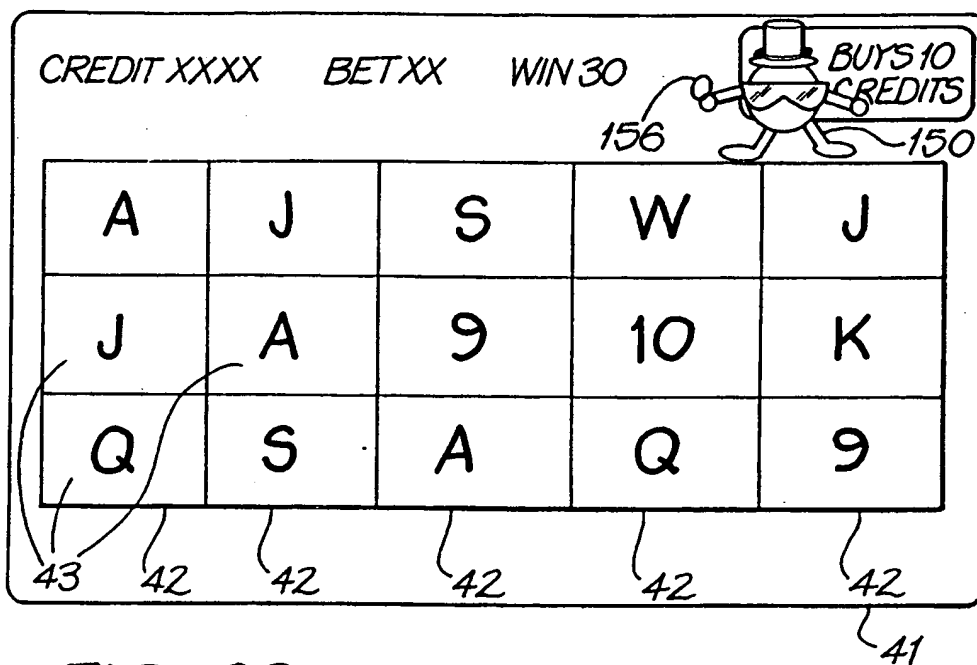 CREDIT XXXX BET XX WIN 30 BUYS 10
CREDITS
156 150
A J S W J
J A 9 10 K
Q S A Q 9
43 42 42 42 42 42
41